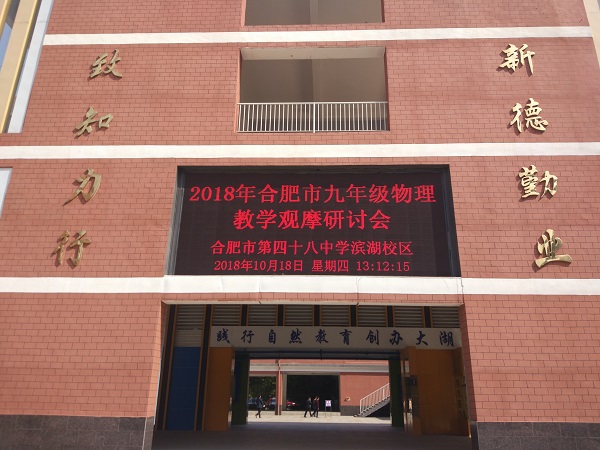 致知力行
新德勤业
2018年合肥市九年级物理
教学观摩研讨会
合肥市第四十八中学滨湖校区
2018年10月18日 星期四 13:12:15
践行自然教育创办大湖